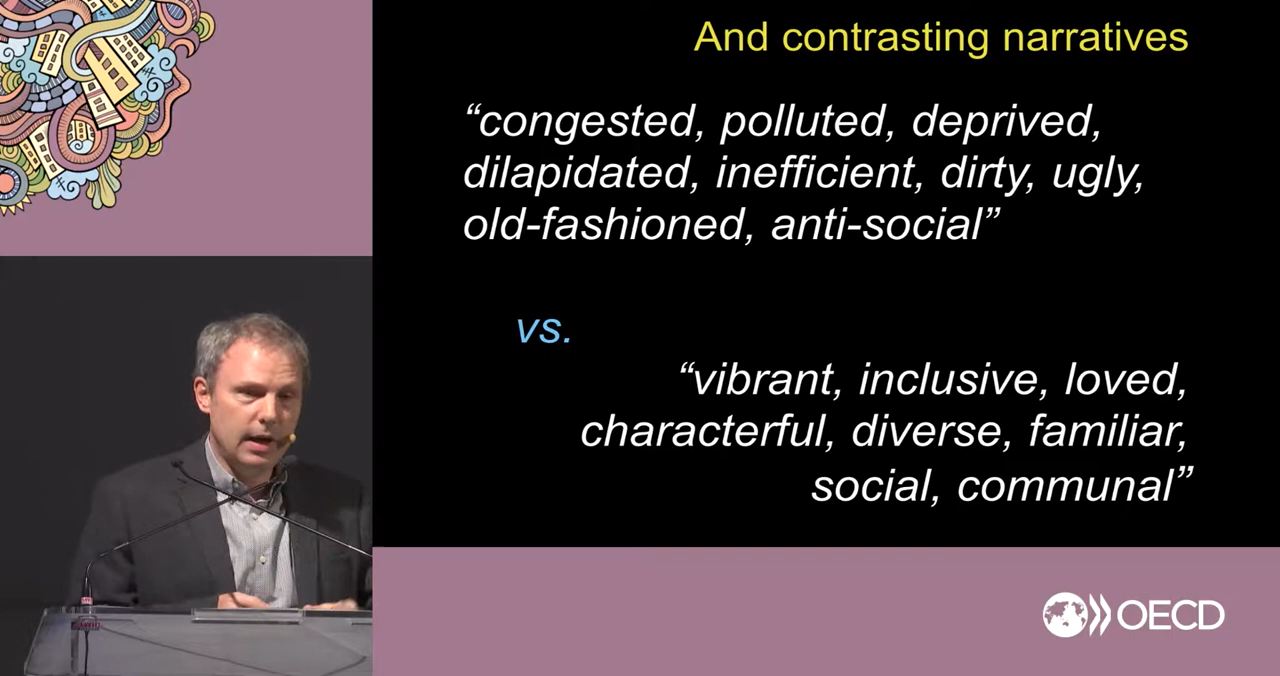 And contrasting narratives
“congested, polluted, deprived,
dilapidated, inefficient, dirty, ugly,
old-fashioned, anti-social”
vs.
“vibrant, inclusive, loved,
characterful, diverse, familiar,
social, communal”
OECD